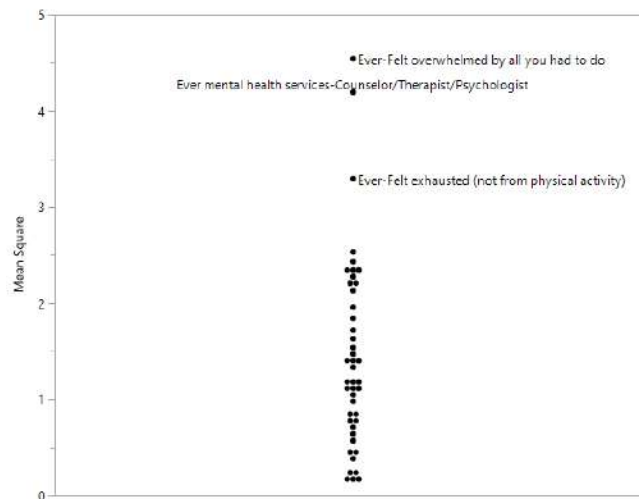 5
Ever-Felt overwhelmed by all you had to do
Ever mental health services-Counselor/Therapist/Psychologist
4
Ever-Felt exhausted (not from physical activity)
3
Mean Square
2
1
0